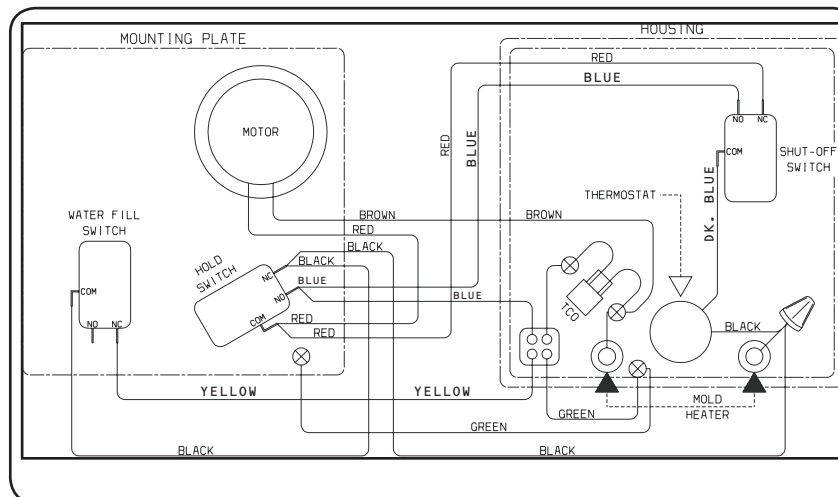 MOUNTING PLATE
HOUSING
RED
BLUE
MOTOR
RED
BLUE
NO
NC
COM
SHUT-OFF
SWITCH
DK. BLUE
THERMOSTAT
WATER FILL
SWITCH
BROWN
BROWN
RED
BLACK
BLACK
HOLD
SWITCH
NC
NO
COM
BLUE
BLUE
RED
RED
COM
NO
NC
TCO
BLACK
YELLOW
YELLOW
MOLD
HEATER
GREEN
GREEN
BLACK
BLACK